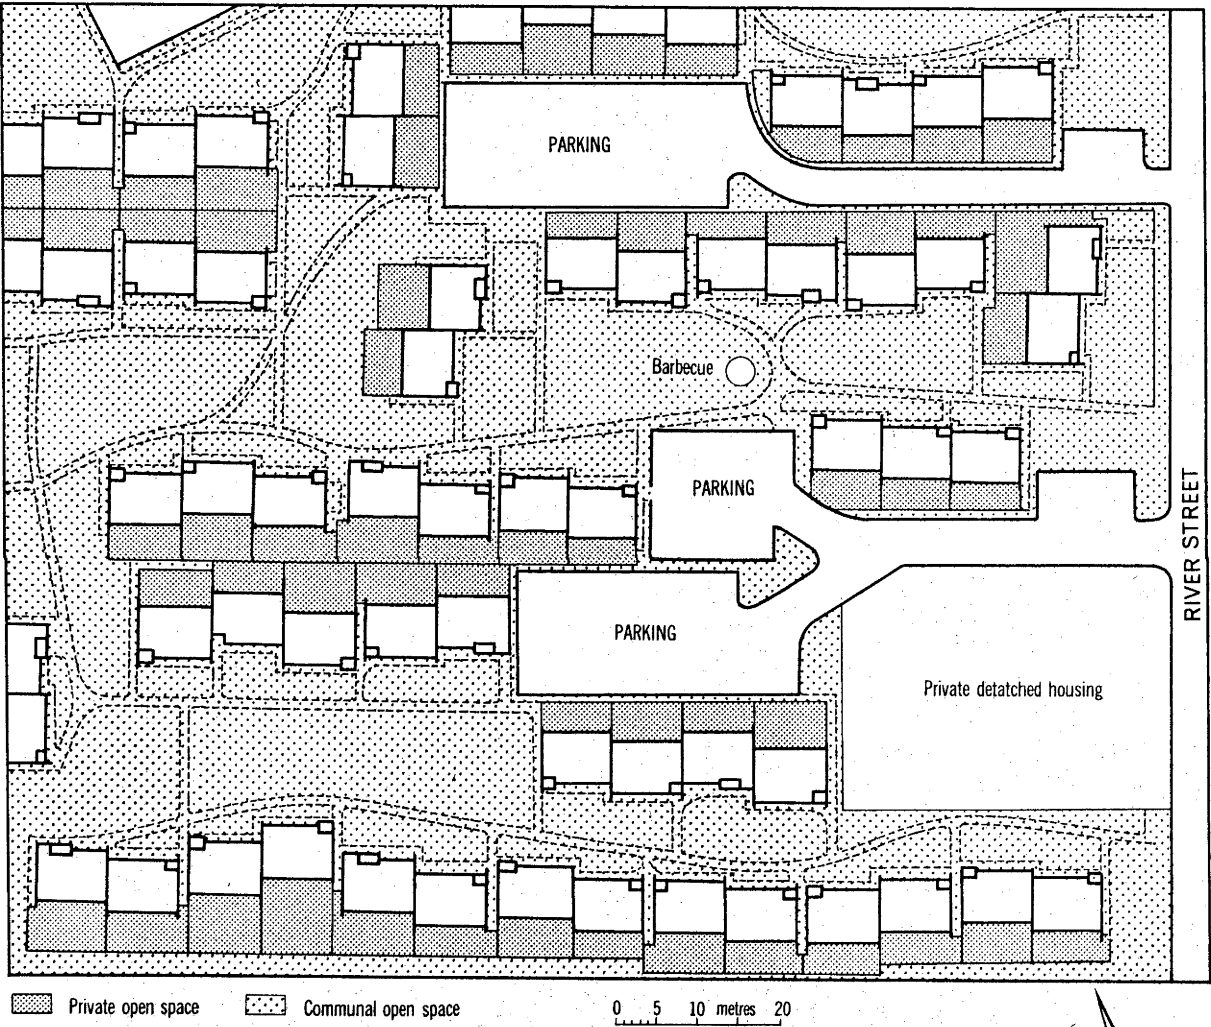 PARKING
Barbecue
PARKING
RIVER STREET
PARKING
Private detatched housing
Private open space
Communal open space
0 5 10 metres 20